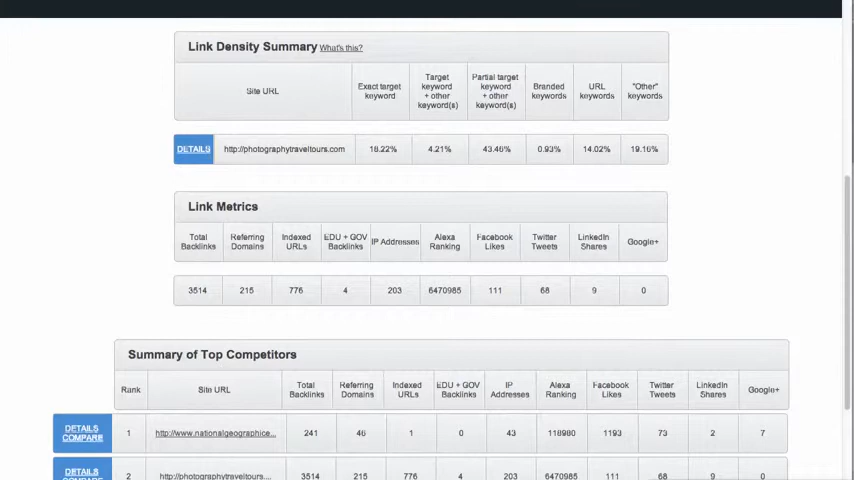 Link Density Summary What's this?
Site URL
Exact target
keyword
Target
keyword
+ other
keyword(s)
Partial target
keyword
+ other
keyword(s)
Branded
keywords
URL
keywords
"Other"
keywords
DETAILS http://photographytraveltours.com 18.22% 4.21% 43.46% 0.93% 14.02% 19.16%
Link Metrics
Total
Backlinks
Referring
Domains
Indexed
URLs
EDU + GOV
Backlinks
IP Addresses
Alexa
Ranking
Facebook
Likes
Twitter
Tweets
LinkedIn
Shares
Google+
3514 215 776 4 203 6470985 111 68 9 0
Summary of Top Competitors
Rank
Site URL
Total
Backlinks
Referring
Domains
Indexed
URLs
EDU + GOV
Backlinks
IP
Addresses
Alexa
Ranking
Facebook
Likes
Twitter
Tweets
LinkedIn
Shares
Google+
DETAILS
COMPARE
1 http://www.nationalgeographice... 241 46 1 0 43 118980 1193 73 2 7
DETAILS
COMPARE
2 http://photographytraveltours.... 3514 215 776 4 203 6470985 111 68 9 0